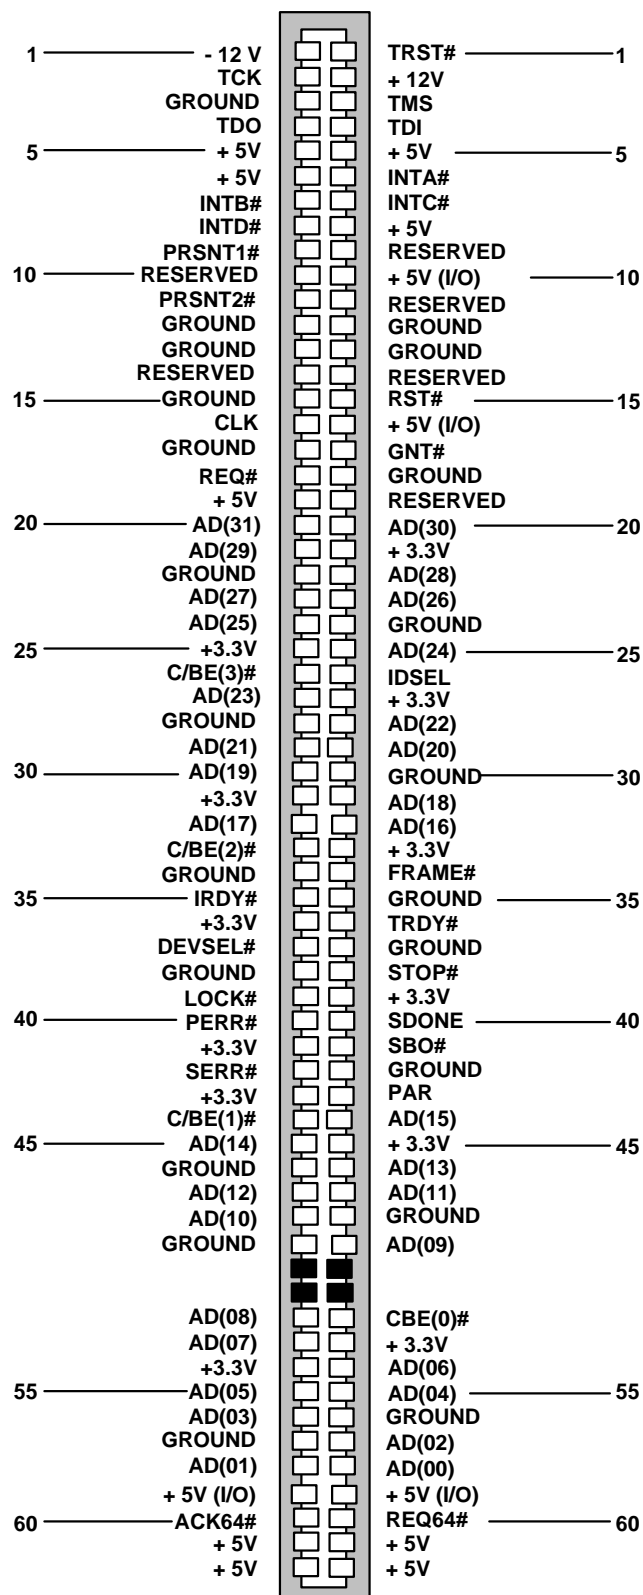 1 - 12 V TRST# 1
TCK + 12V
GROUND TMS
TDO TDI
5 + 5V + 5V 5
+ 5V INTA#
INTB# INTC#
INTD# + 5V
PRSNT1# RESERVED
10 RESERVED + 5V (I/O) 10
PRSNT2# RESERVED
GROUND GROUND
GROUND GROUND
RESERVED RESERVED
15 GROUND RST# 15
CLK + 5V (I/O)
GROUND GNT#
REQ# GROUND
+ 5V RESERVED
20 AD(31) AD(30) 20
AD(29) + 3.3V
GROUND AD(28)
AD(27) AD(26)
AD(25) GROUND
25 +3.3V AD(24) 25
C/BE(3)# IDSEL
AD(23) + 3.3V
GROUND AD(22)
AD(21) AD(20)
30 AD(19) GROUND 30
+3.3V AD(18)
AD(17) AD(16)
C/BE(2)# + 3.3V
GROUND FRAME#
35 IRDY# GROUND 35
+3.3V TRDY#
DEVSEL# GROUND
GROUND STOP#
LOCK# + 3.3V
40 PERR# SDONE 40
+3.3V SBO#
SERR# GROUND
+3.3V PAR
C/BE(1)# AD(15)
45 AD(14) + 3.3V 45
GROUND AD(13)
AD(12) AD(11)
AD(10) GROUND
GROUND AD(09)
AD(08) CBE(0)#
AD(07) + 3.3V
+3.3V AD(06)
55 AD(05) AD(04) 55
AD(03) GROUND
GROUND AD(02)
AD(01) AD(00)
+ 5V (I/O) + 5V (I/O)
60 ACK64# REQ64# 60
+ 5V + 5V
+ 5V + 5V